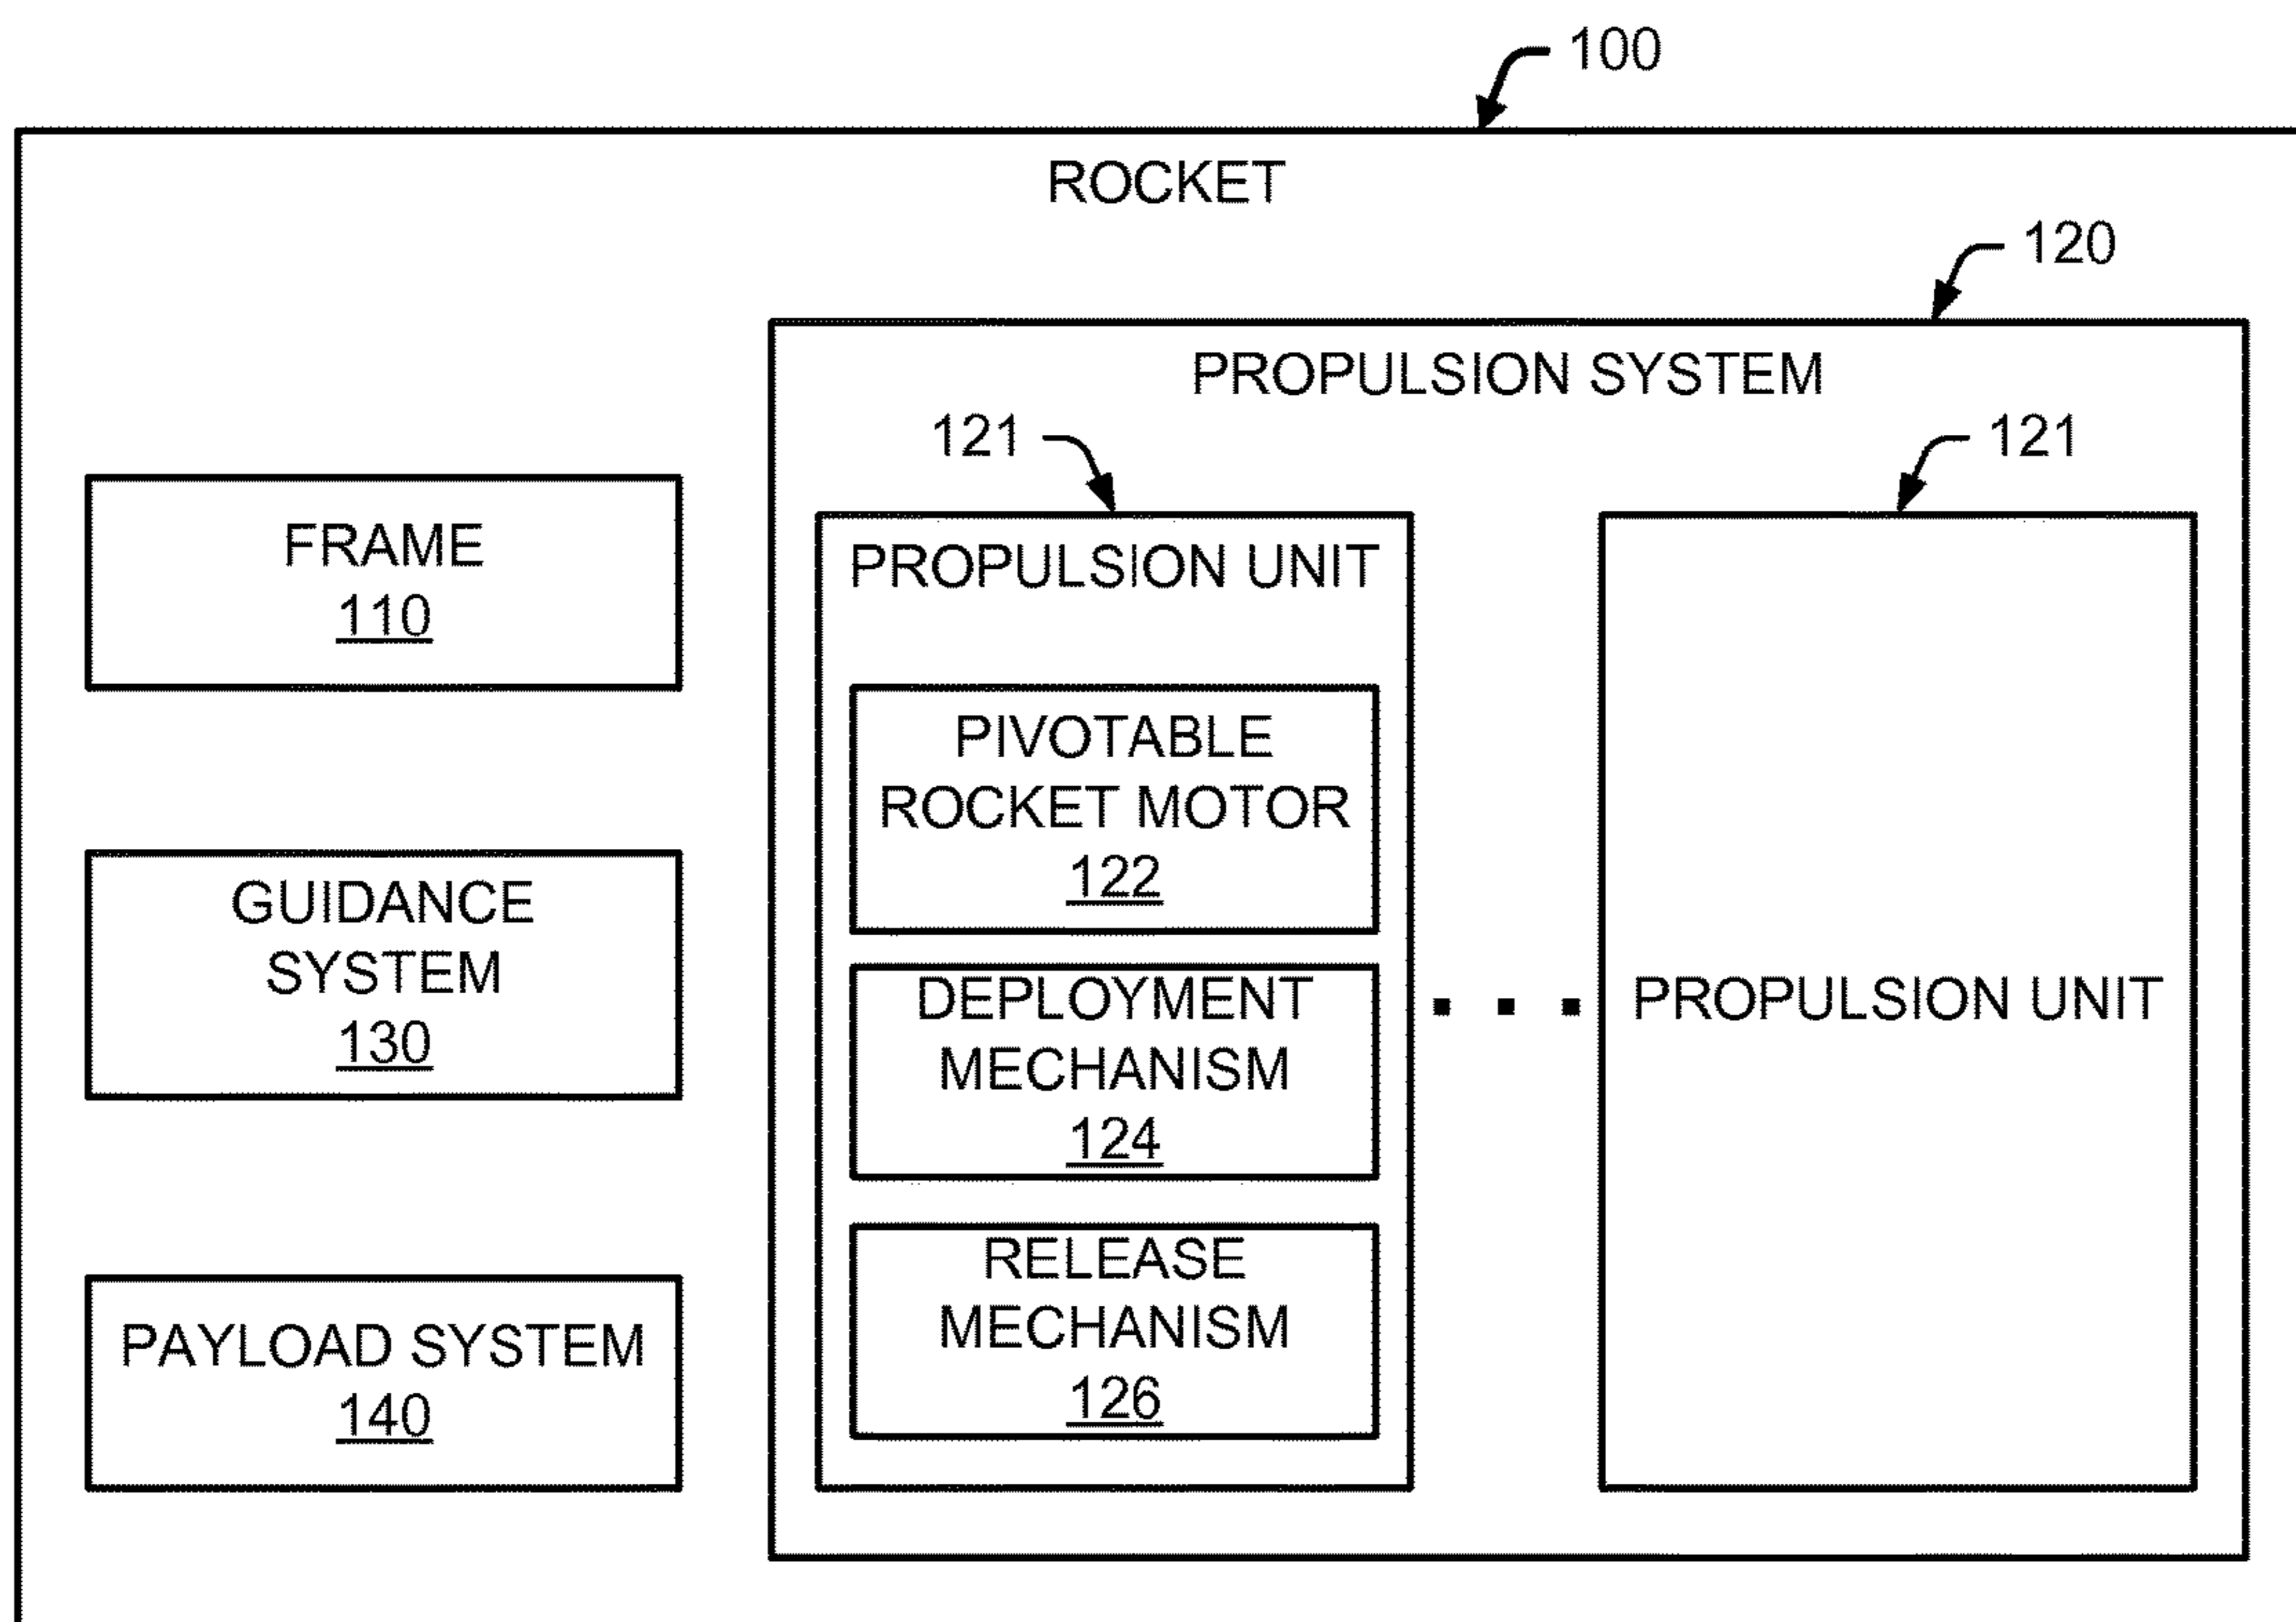 100
ROCKET
120
PROPULSION SYSTEM
121
121
FRAME
110
GUIDANCE
SYSTEM
130
PAYLOAD SYSTEM
140
PROPULSION UNIT
PIVOTABLE
ROCKET MOTOR
122
DEPLOYMENT
MECHANISM
124
RELEASE
MECHANISM
126
PROPULSION UNIT